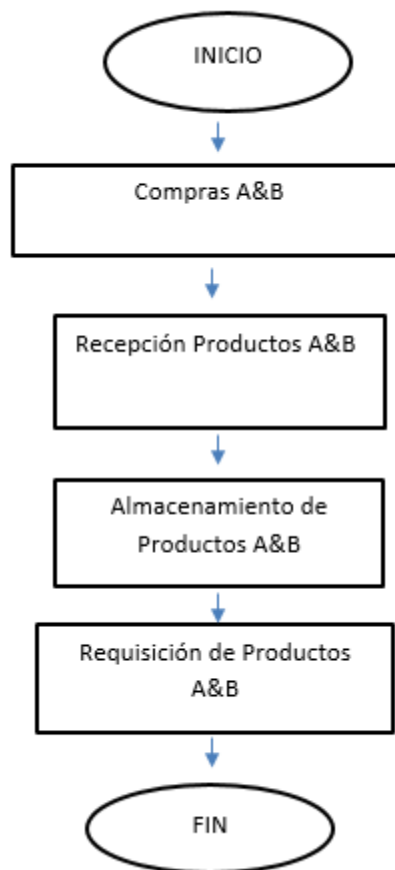 INICIO
Compras A&B
Recepción Productos A&B
Almacenamiento de
Productos A&B
Requisición de Productos
A&B
FIN